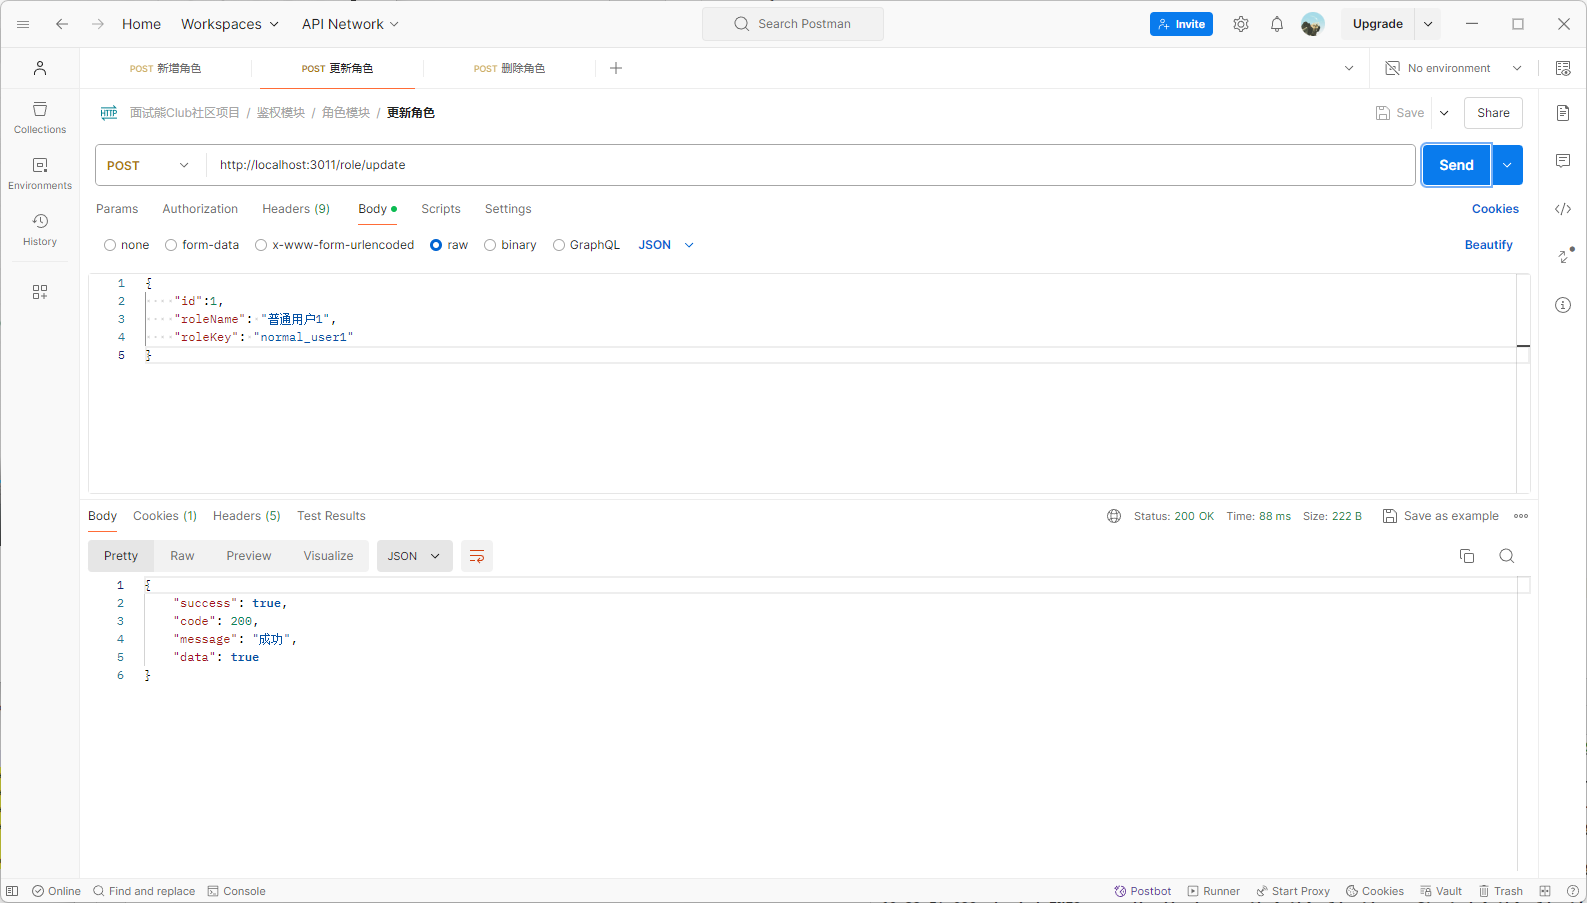 Home Workspaces API Network Search Postman Invite Upgrade
POST 新增角色 POST 更新角色 POST 删除角色 No environment
HTTP 面试熊Club社区项目 / 鉴权模块 / 角色模块 / 更新角色 Save Share
POST http://localhost:3011/role/update Send
Params Authorization Headers (9) Body Scripts Settings Cookies
none form-data x-www-form-urlencoded raw binary GraphQL JSON Beautify
Collections
Environments
History
1 {
2 "id":1,
3 "roleName": "普通用户1",
4 "roleKey": "normal_user1"
5 }
Body Cookies (1) Headers (5) Test Results Status: 200 OK Time: 88 ms Size: 222 B Save as example
Pretty Raw Preview Visualize JSON
1 {
2 "success": true,
3 "code": 200,
4 "message": "成功",
5 "data": true
6 }
Online Find and replace Console Postbot Runner Start Proxy Cookies Vault Trash